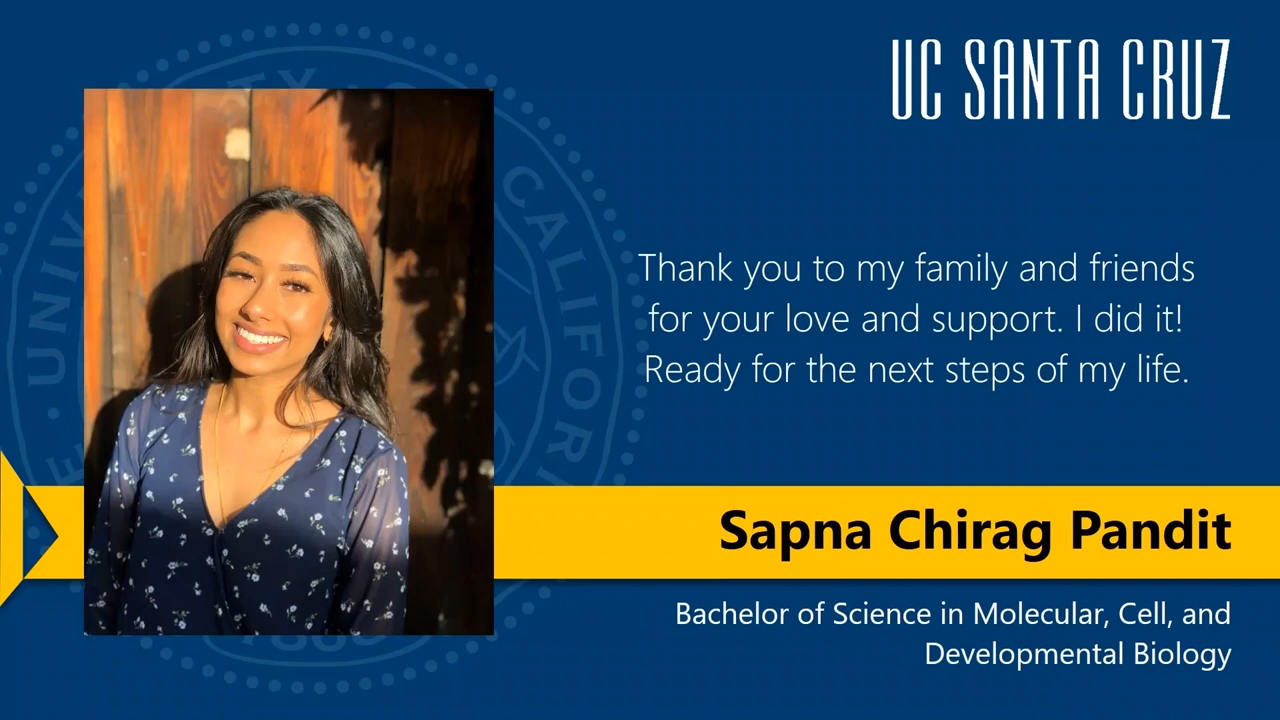 UC SANTA CRUZ
Thank you to my family and friends
for your love and support. I did it!
Ready for the next steps of my life.
Sapna Chirag Pandit
Bachelor of Science in Molecular, Cell, and
Developmental Biology